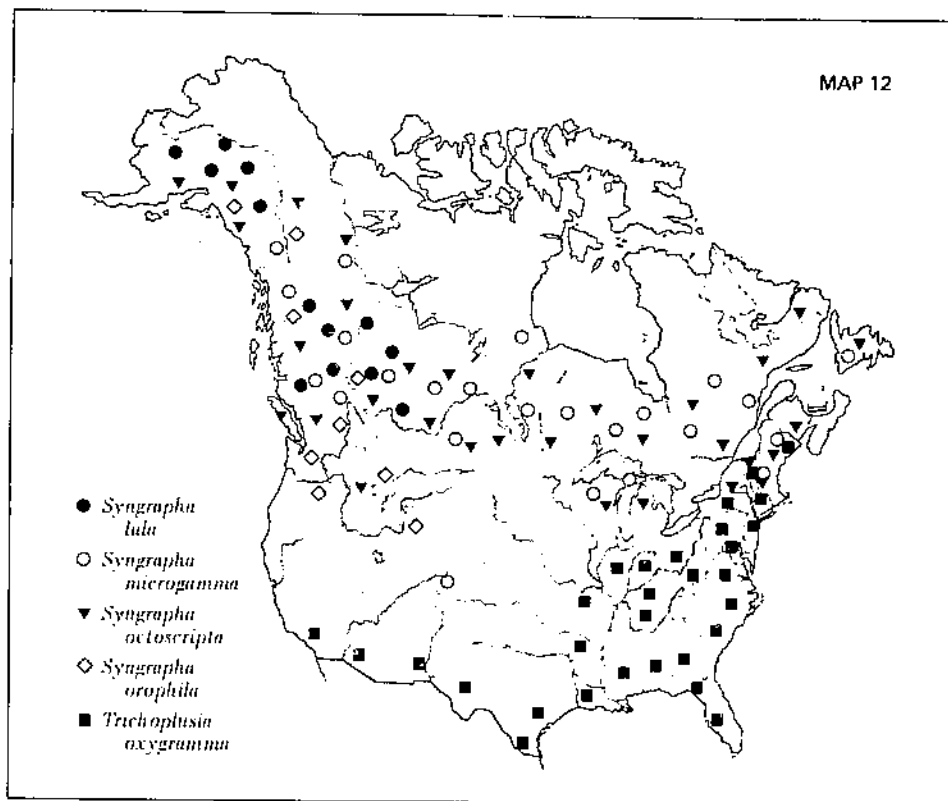 MAP 12
Syngrapha
lula
Syngrapha
microgamma
Syngrapha
octoscripta
Syngrapha
orophila
Trichoplusia
oxygramma